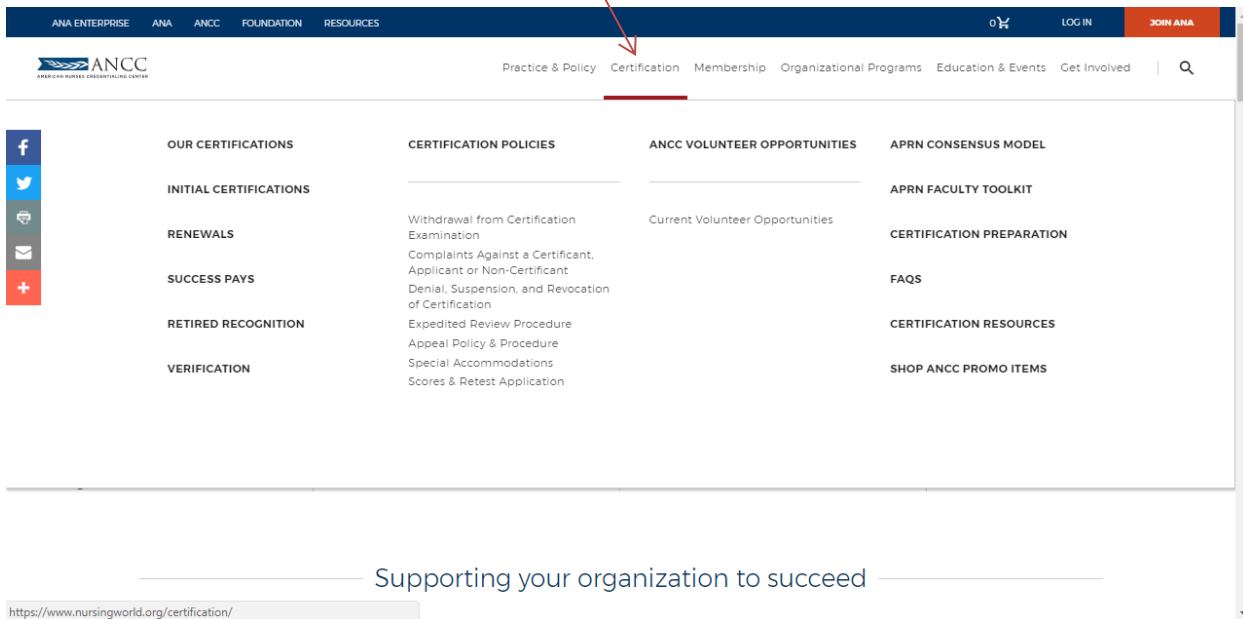 ANA ENTERPRISE ANA ANCC FOUNDATION RESOURCES 0 LOG IN JOIN ANA
ANCC
AMERICAN NURSES CREDENTIALING CENTER
Practice & Policy Certification Membership Organizational Programs Education & Events Get Involved
OUR CERTIFICATIONS
INITIAL CERTIFICATIONS
RENEWALS
SUCCESS PAYS
RETIRED RECOGNITION
VERIFICATION
CERTIFICATION POLICIES
Withdrawal from Certification
Examination
Complaints Against a Certificant,
Applicant or Non-Certificant
Denial, Suspension, and Revocation
of Certification
Expedited Review Procedure
Appeal Policy & Procedure
Special Accommodations
Scores & Retest Application
ANCC VOLUNTEER OPPORTUNITIES
Current Volunteer Opportunities
APRN CONSENSUS MODEL
APRN FACULTY TOOLKIT
CERTIFICATION PREPARATION
FAQS
CERTIFICATION RESOURCES
SHOP ANCC PROMO ITEMS
Supporting your organization to succeed
https://www.nursingworld.org/certification/